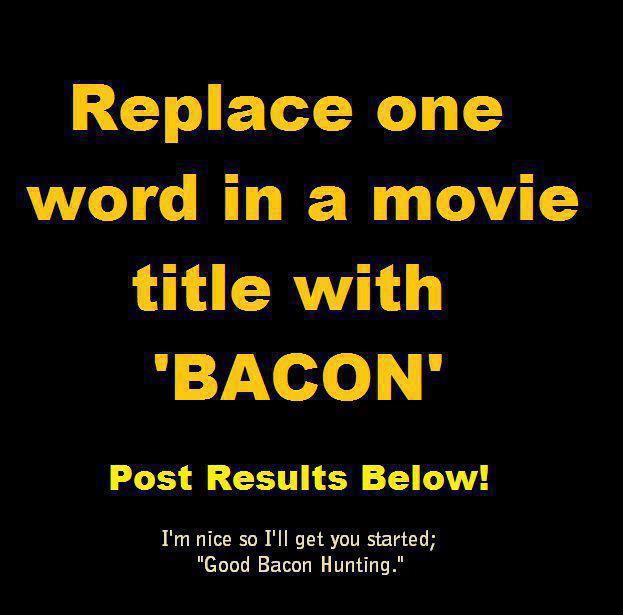 Replace one
word in a movie
title with
'BACON'
Post Results Below!
I'm nice so I'll get you started;
"Good Bacon Hunting."